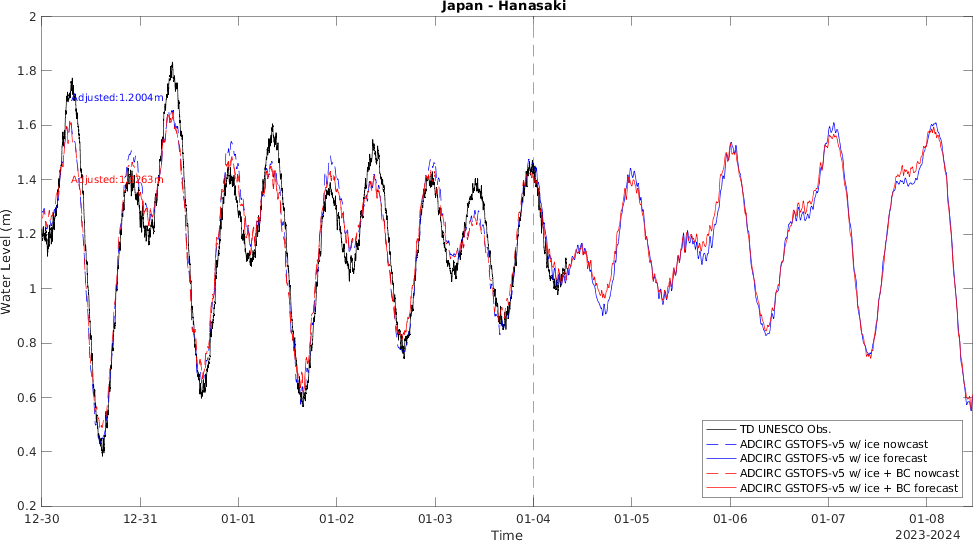 Japan - Hanasaki
2
1.8
1.6
1.4
1.2
1
0.8
0.6
0.4
0.2
Water Level (m)
Adjusted:1.2004m
12-30
12-31
01-01
01-02
01-03
01-04
01-05
01-06
01-07
01-08
2023-2024
Time
TD UNESCO Obs.
ADCIRC GSTOFS-v5 w/ ice nowcast
ADCIRC GSTOFS-v5 w/ ice forecast
ADCIRC GSTOFS-v5 w/ ice + BC nowcast
ADCIRC GSTOFS-v5 w/ ice + BC forecast